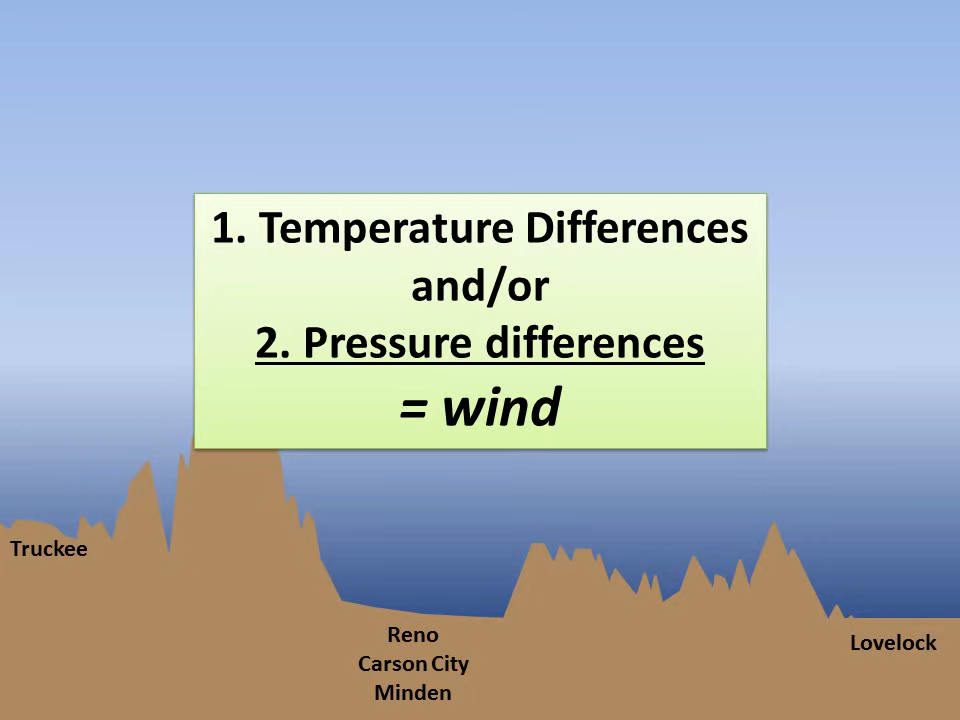 1. Temperature Differences
and/or
2. Pressure differences
= wind
Truckee
Reno
Carson City
Minden
Lovelock